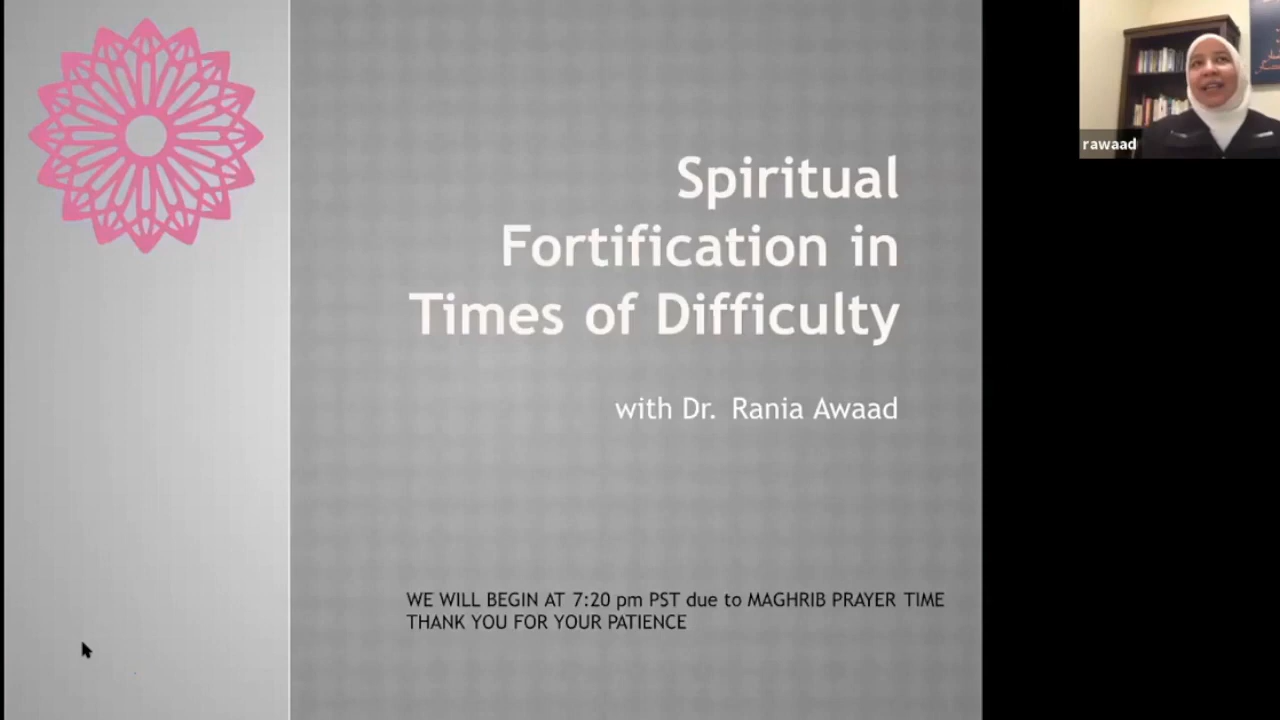 Spiritual
Fortification in
Times of Difficulty
with Dr. Rania Awaad
WE WILL BEGIN AT 7:20 pm PST due to MAGHRIB PRAYER TIME
THANK YOU FOR YOUR PATIENCE
rawaad